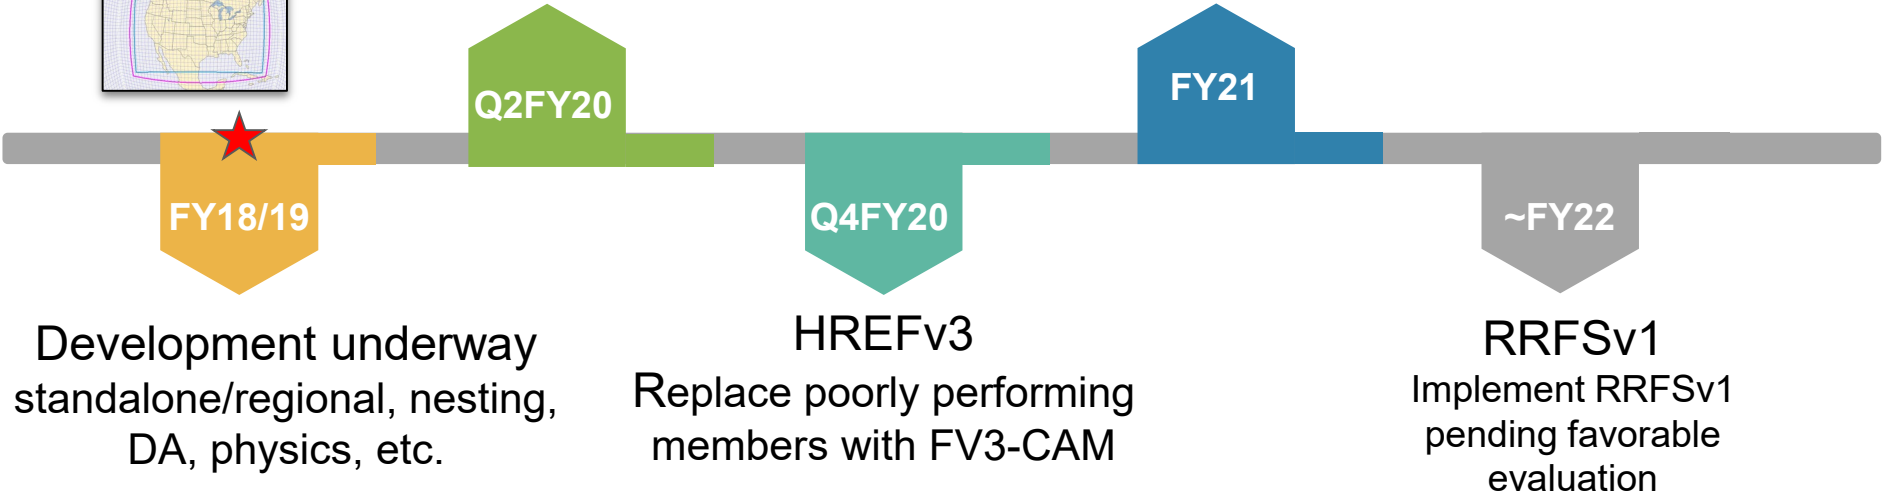 Q2FY20
FY21
FY18/19
Q4FY20
~FY22
Development underway
standalone/regional, nesting,
DA, physics, etc.
HREFv3
Replace poorly performing
members with FV3-CAM
RRFSv1
Implement RRFSv1
pending favorable
evaluation